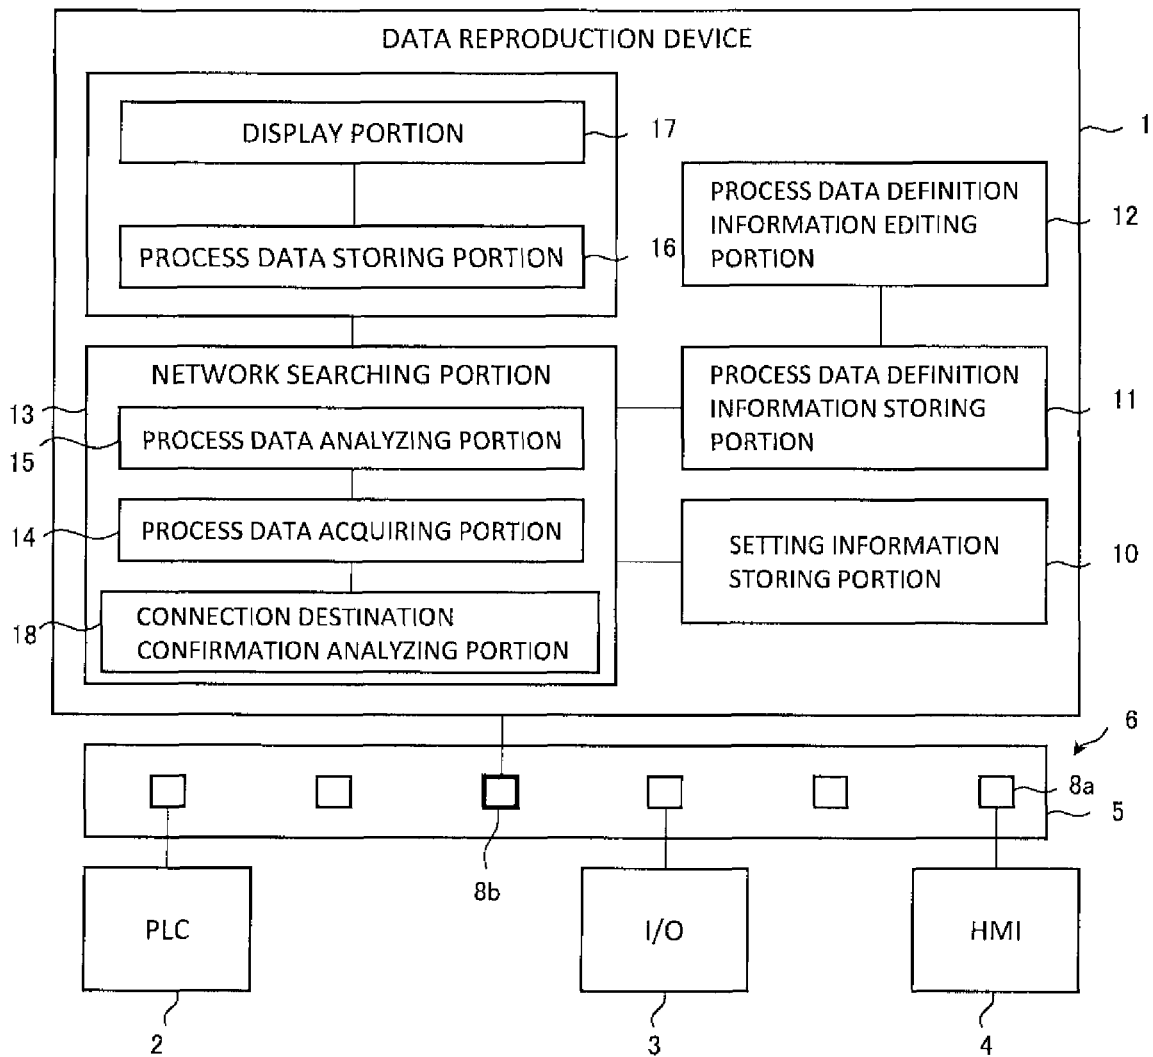 DATA REPRODUCTION DEVICE
1
DISPLAY PORTION
17
PROCESS DATA STORING PORTION
16
PROCESS DATA DEFINITION
INFORMATION EDITING
PORTION
12
NETWORK SEARCHING PORTION
13
PROCESS DATA ANALYZING PORTION
15
PROCESS DATA DEFINITION
INFORMATION STORING
PORTION
11
PROCESS DATA ACQUIRING PORTION
14
SETTING INFORMATION
STORING PORTION
10
CONNECTION DESTINATION
CONFIRMATION ANALYZING PORTION
18
6
8a
5
8b
PLC
I/O
HMI
2
3
4